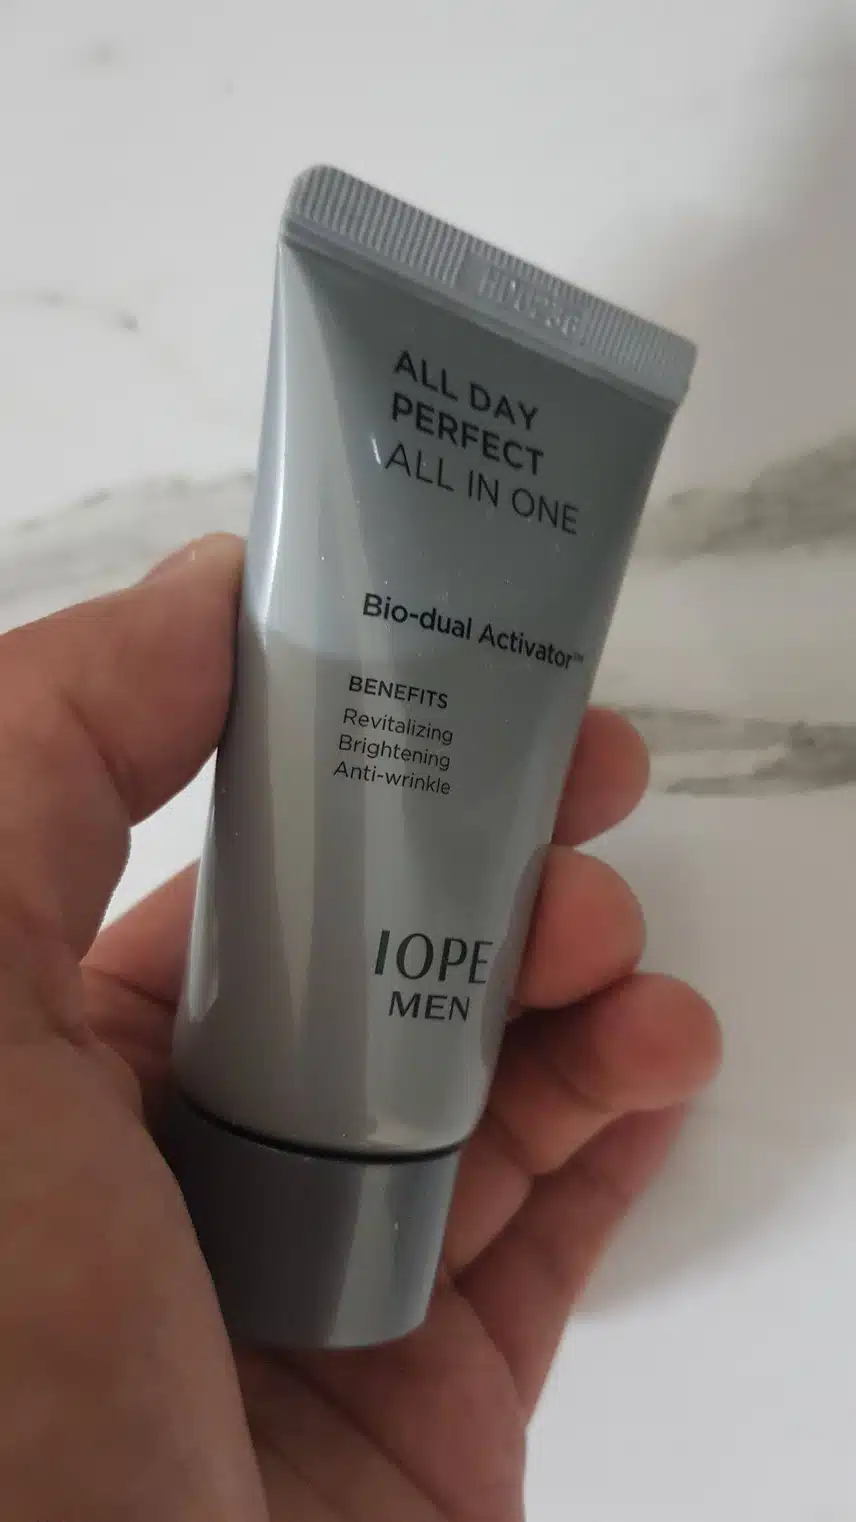 ALL DAY
PERFECT
ALL IN ONE
Bio-dual Activator™
BENEFITS
Revitalizing
Brightening
Anti-wrinkle
IOPE
MEN